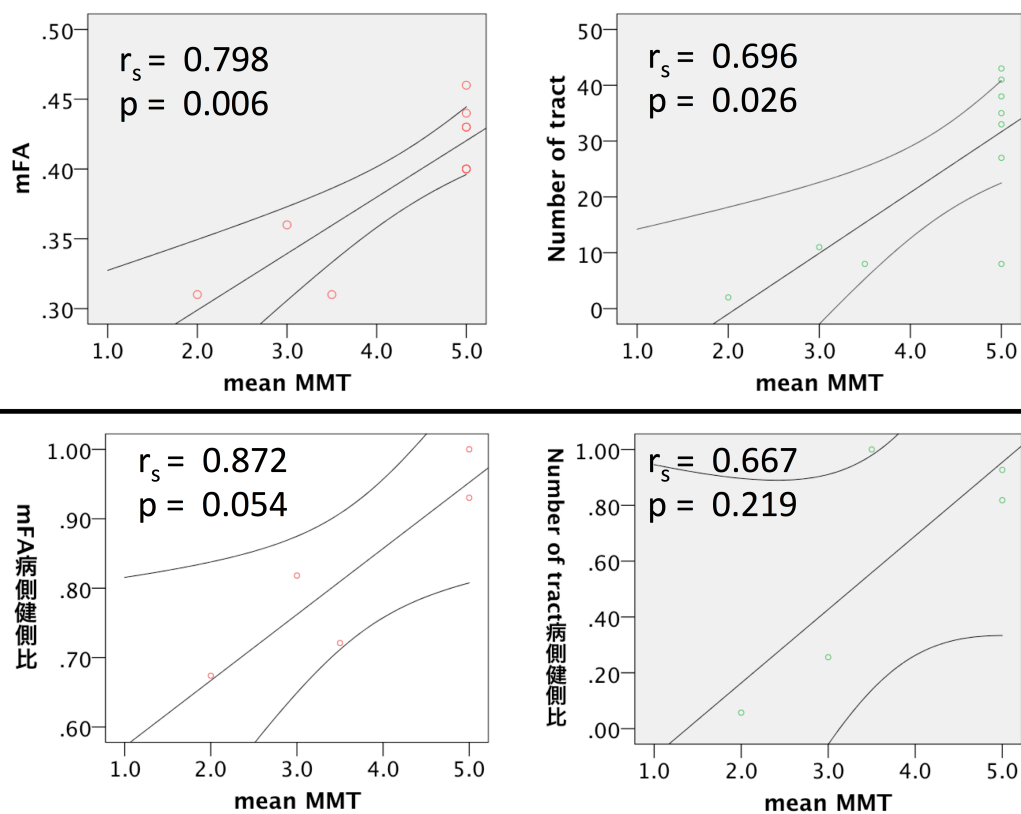 .50
.45
.40
.35
.30
mFA
rs = 0.798
p = 0.006
1.0 2.0 3.0 4.0 5.0
mean MMT
50
40
30
20
10
0
Number of tract
rs = 0.696
p = 0.026
1.0 2.0 3.0 4.0 5.0
mean MMT
1.00
.90
.80
.70
.60
mFA病側健側比
rs = 0.872
p = 0.054
1.0 2.0 3.0 4.0 5.0
mean MMT
1.00
.80
.60
.40
.20
.00
Number of tract病側健側比
rs = 0.667
p = 0.219
1.0 2.0 3.0 4.0 5.0
mean MMT